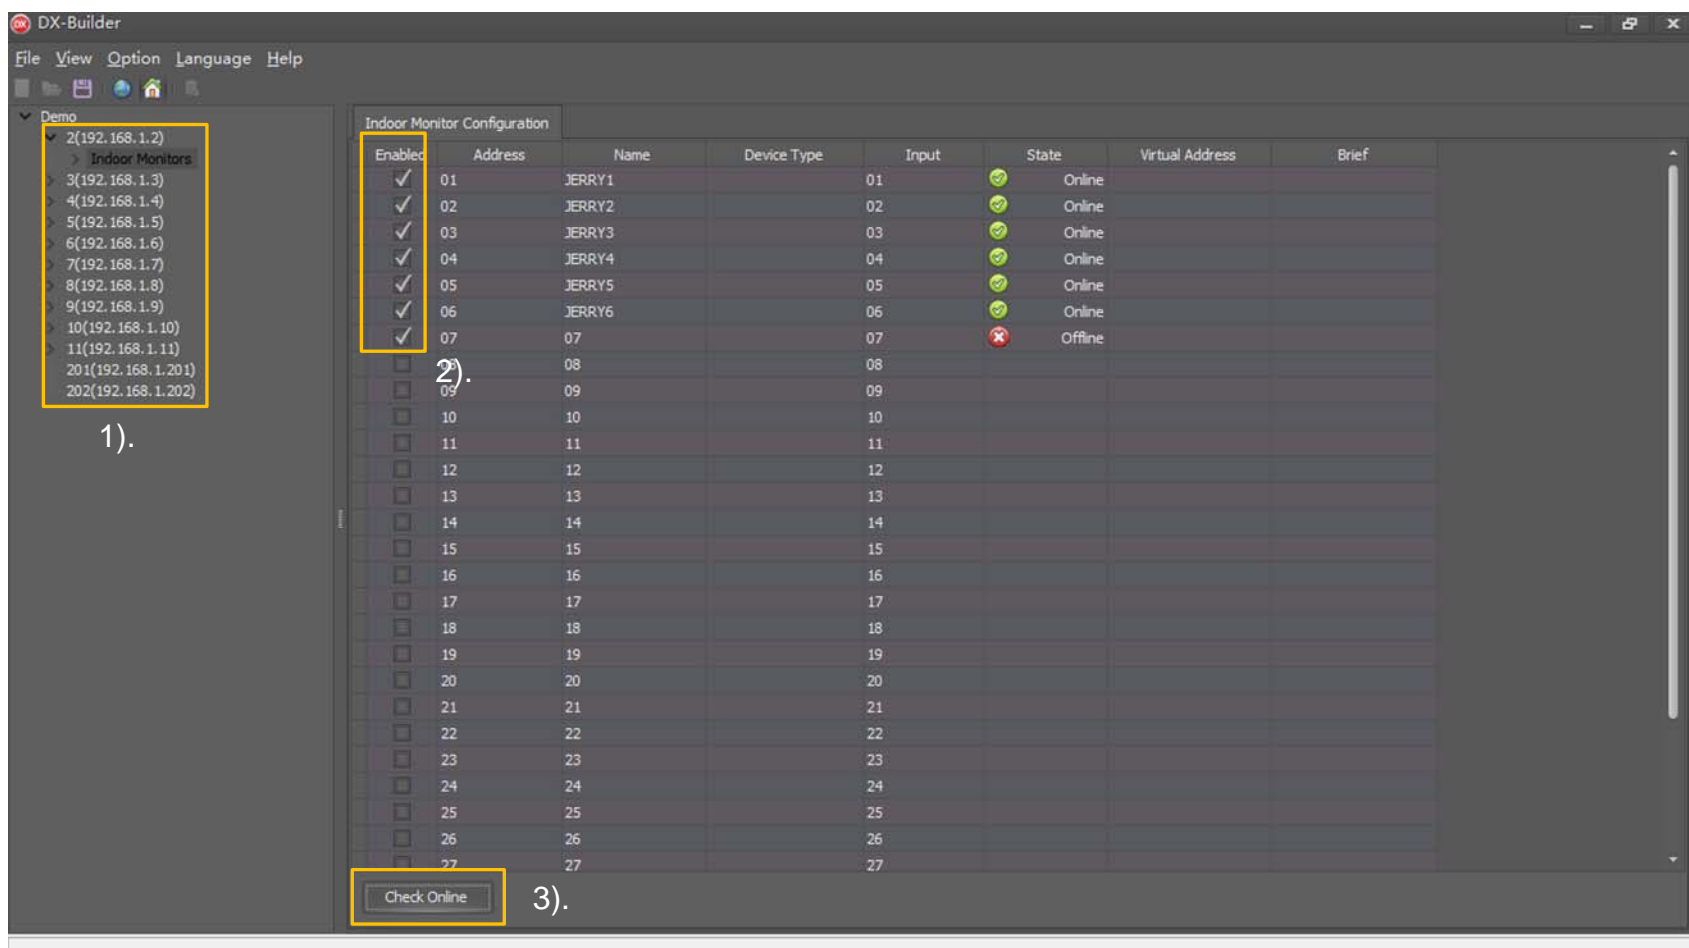 DX-Builder
File View Option Language Help
Demo
2(192.168.1.2)
Indoor Monitors
3(192.168.1.3)
4(192.168.1.4)
5(192.168.1.5)
6(192.168.1.6)
7(192.168.1.7)
8(192.168.1.8)
9(192.168.1.9)
10(192.168.1.10)
11(192.168.1.11)
201(192.168.1.201)
202(192.168.1.202)
1).
Indoor Monitor Configuration
Enabled Address Name Device Type Input State Virtual Address Brief
01 JERRY1 01 Online
02 JERRY2 02 Online
03 JERRY3 03 Online
04 JERRY4 04 Online
05 JERRY5 05 Online
06 JERRY6 06 Online
07 07 07 Offline
08 08
2).
09 09 09
10 10 10
11 11 11
12 12 12
13 13 13
14 14 14
15 15 15
16 16 16
17 17 17
18 18 18
19 19 19
20 20 20
21 21 21
22 22 22
23 23 23
24 24 24
25 25 25
26 26 26
27 27 27
Check Online
3).